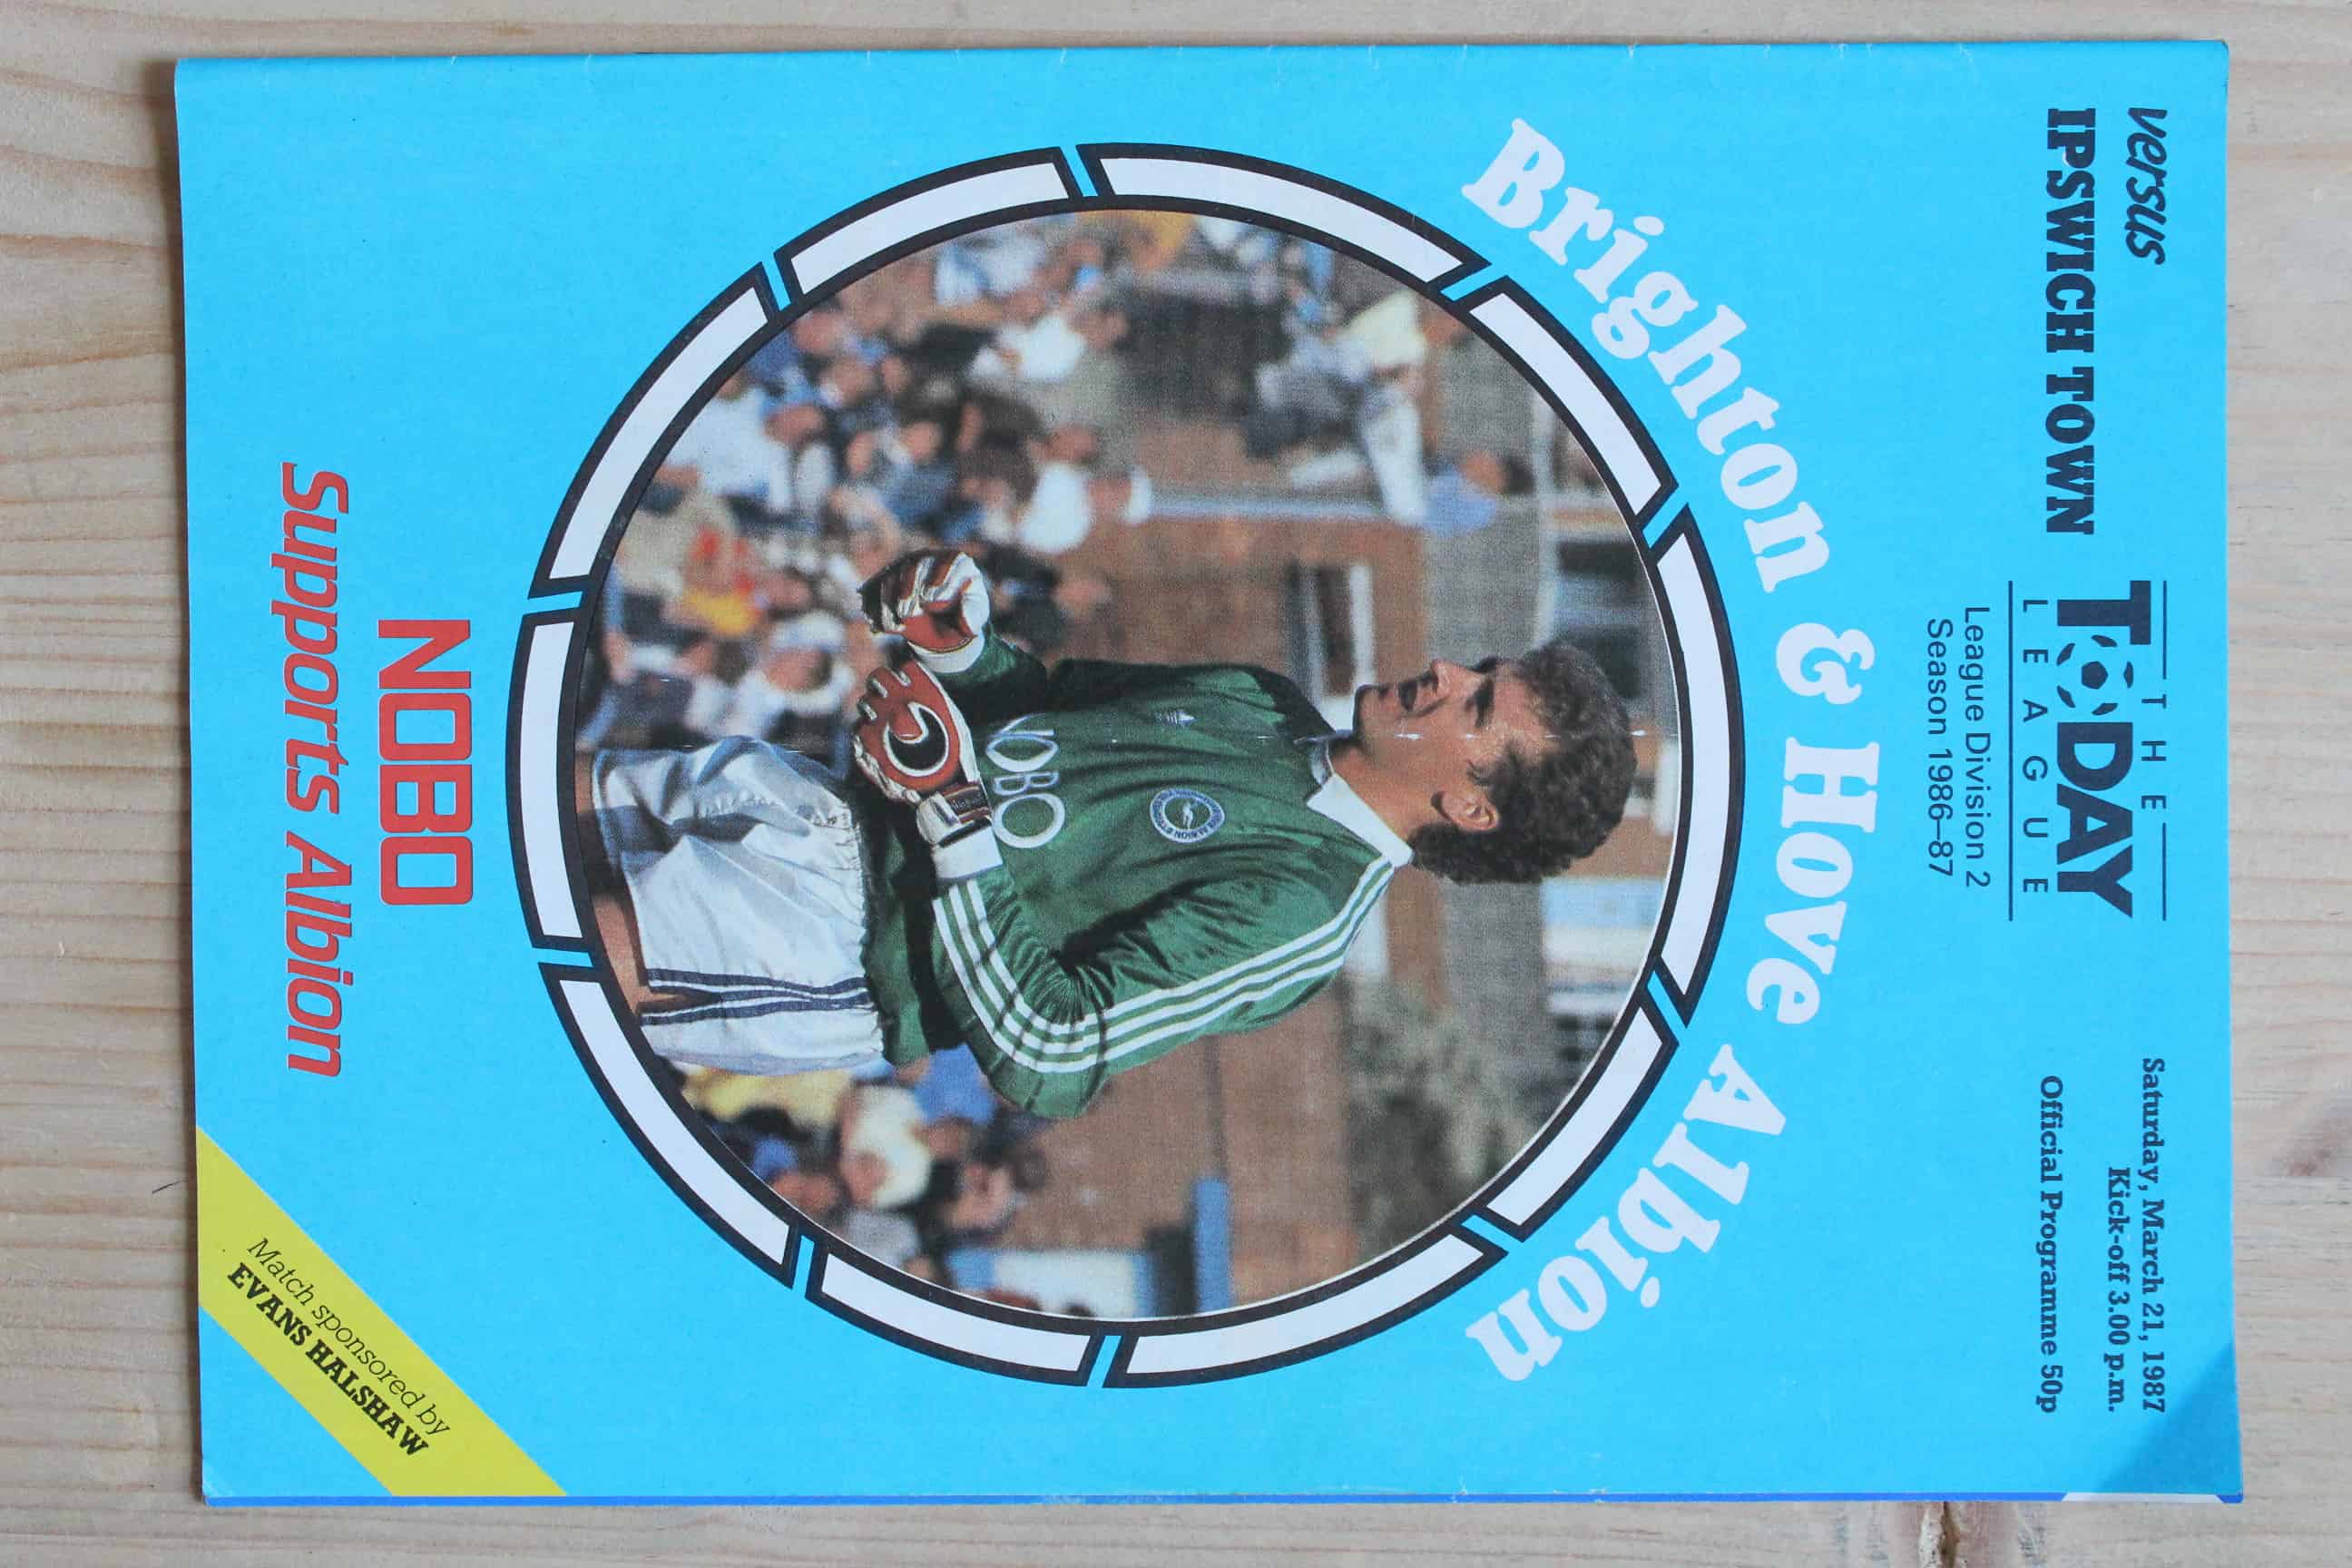 versus
IPSWICH TOWN
THE
TODAY
LEAGUE
League Division 2
Season 1986–87
Saturday, March 21, 1987
Kick-off 3.00 p.m.
Official Programme 50p
Brighton & Hove Albion
NOBO
NOBO
Supports Albion
Match sponsored by
EVANS HALSHAW